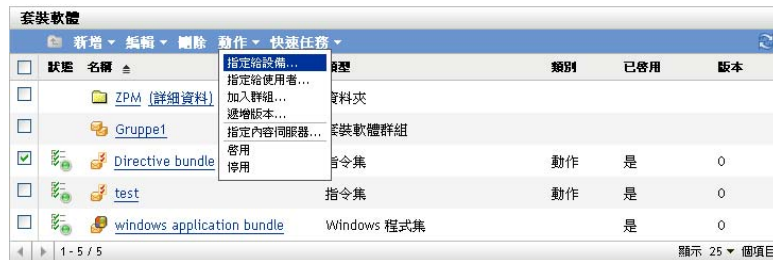 套裝軟體
新增 編輯 刪除 動作 快速任務
狀態 名稱 類型 類別 已啓用 版本
指定給設備...
指定給使用者...
加入群組...
遞增版本...
指定內容伺服器...
啓用
停用
ZPM (詳細資料) 資料夾
Gruppe1 套裝軟體群組
Directive bundle 指令集 動作 是 0
test 指令集 動作 是 0
windows application bundle Windows 程式集 是 0
1 - 5 / 5 顯示 25 個項目